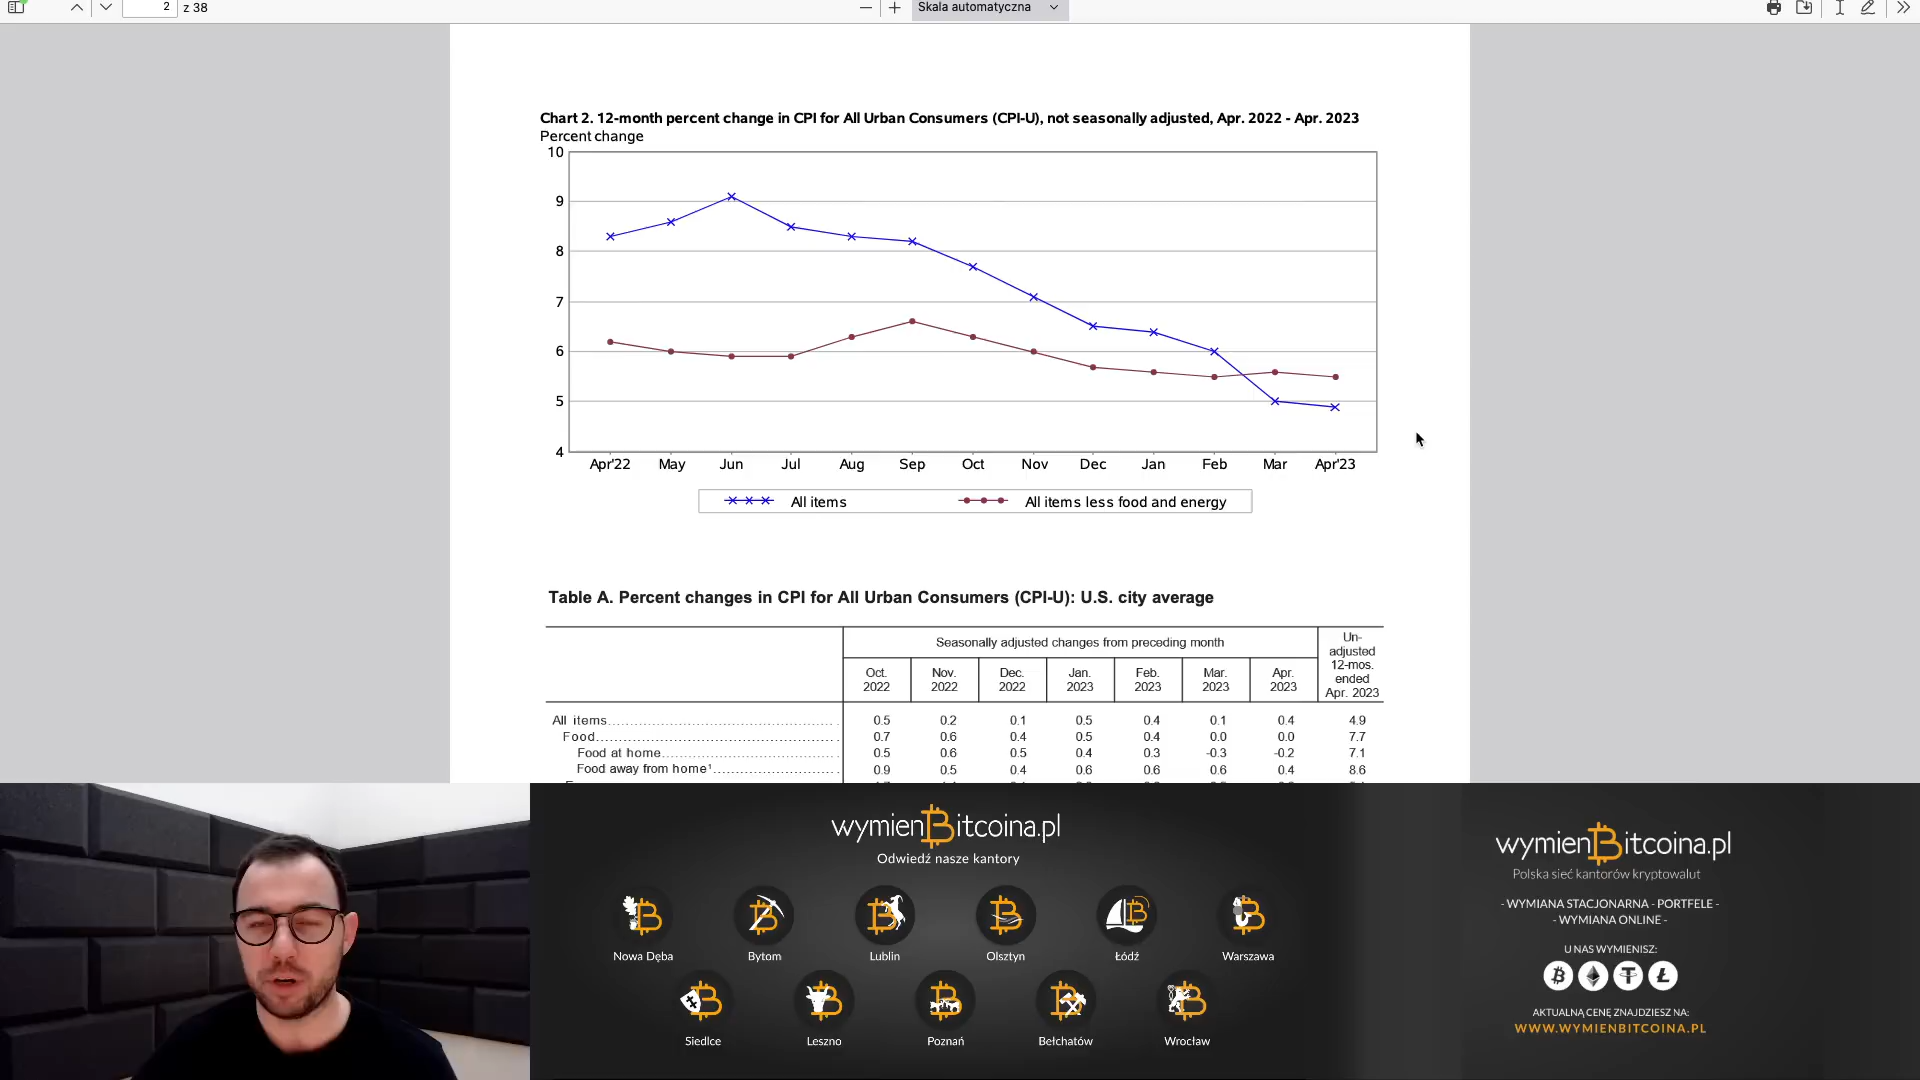 2 z 38
Skala automatyczna
Chart 2. 12-month percent change in CPI for All Urban Consumers (CPI-U), not seasonally adjusted, Apr. 2022 - Apr. 2023
Percent change
10
9
8
7
6
5
4
Apr'22 May Jun Jul Aug Sep Oct Nov Dec Jan Feb Mar Apr'23
All items All items less food and energy
Table A. Percent changes in CPI for All Urban Consumers (CPI-U): U.S. city average
Seasonally adjusted changes from preceding month
Un-
adjusted
12-mos.
ended
Apr. 2023
Oct. Nov. Dec. Jan. Feb. Mar. Apr.
2022 2022 2022 2023 2023 2023 2023
All items 0.5 0.2 0.1 0.5 0.4 0.1 0.4 4.9
Food 0.7 0.6 0.4 0.5 0.4 0.0 0.0 7.7
Food at home 0.5 0.6 0.5 0.4 0.3 -0.3 -0.2 7.1
Food away from home¹ 0.9 0.5 0.4 0.6 0.6 0.6 0.4 8.6
wymienBitcoina.pl
Odwiedź nasze kantory
Nowa Dęba Bytom Lublin Olsztyn Łódź Warszawa
Siedlce Leszno Poznań Bełchatów Wrocław
wymienBitcoina.pl
Polska sieć kantorów kryptowalut
- WYMIANA STACJONARNA - PORTFELE -
- WYMIANA ONLINE -
U NAS WYMIENISZ:
AKTUALNĄ CENĘ ZNAJDZIESZ NA:
WWW.WYMIENBITCOINA.PL